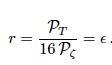 r = \frac{\mathcal{P}_T}{16 \mathcal{P}_\zeta} = \epsilon .